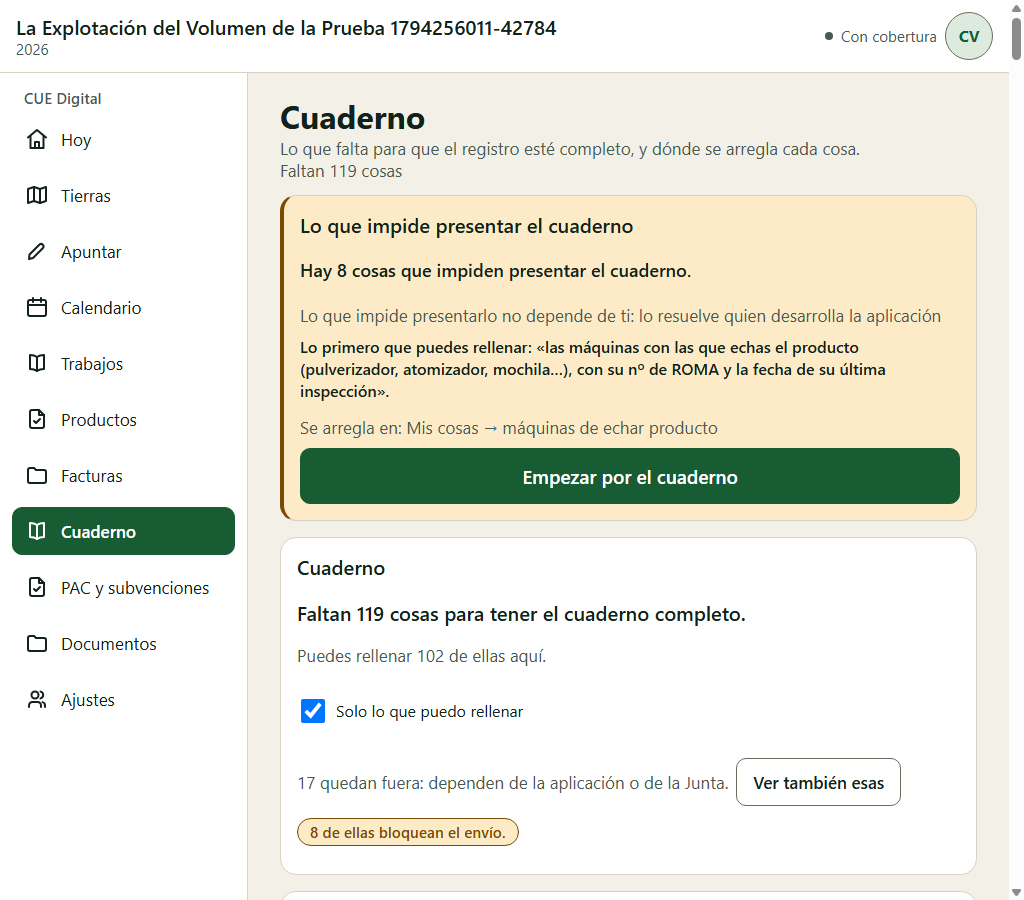 La Explotación del Volumen de la Prueba 1794256011-42784
2026
Con cobertura
CV
CUE Digital
Hoy
Tierras
Apuntar
Calendario
Trabajos
Productos
Facturas
Cuaderno
PAC y subvenciones
Documentos
Ajustes
Cuaderno
Lo que falta para que el registro esté completo, y dónde se arregla cada cosa.
Faltan 119 cosas
Lo que impide presentar el cuaderno
Hay 8 cosas que impiden presentar el cuaderno.
Lo que impide presentarlo no depende de ti: lo resuelve quien desarrolla la aplicación
Lo primero que puedes rellenar: «las máquinas con las que echas el producto
(pulverizador, atomizador, mochila…), con su nº de ROMA y la fecha de su última
inspección».
Se arregla en: Mis cosas → máquinas de echar producto
Empezar por el cuaderno
Cuaderno
Faltan 119 cosas para tener el cuaderno completo.
Puedes rellenar 102 de ellas aquí.
Solo lo que puedo rellenar
17 quedan fuera: dependen de la aplicación o de la Junta.
Ver también esas
8 de ellas bloquean el envío.